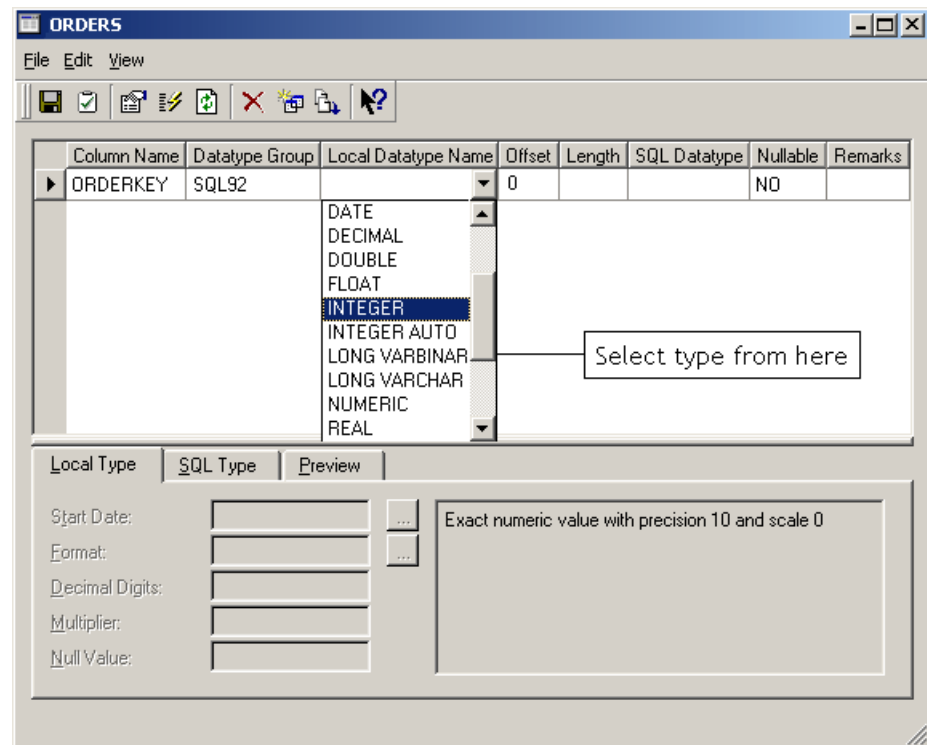 ORDERS
File Edit View
Column Name Datatype Group Local Datatype Name Offset Length SQL Datatype Nullable Remarks
ORDERKEY SQL92 0 NO
DATE
DECIMAL
DOUBLE
FLOAT
INTEGER
INTEGER AUTO
LONG VARBINAR
LONG VARCHAR
NUMERIC
REAL
Select type from here
Local Type SQL Type Preview
Start Date: ...
Format: ...
Decimal Digits:
Multiplier:
Null Value:
Exact numeric value with precision 10 and scale 0